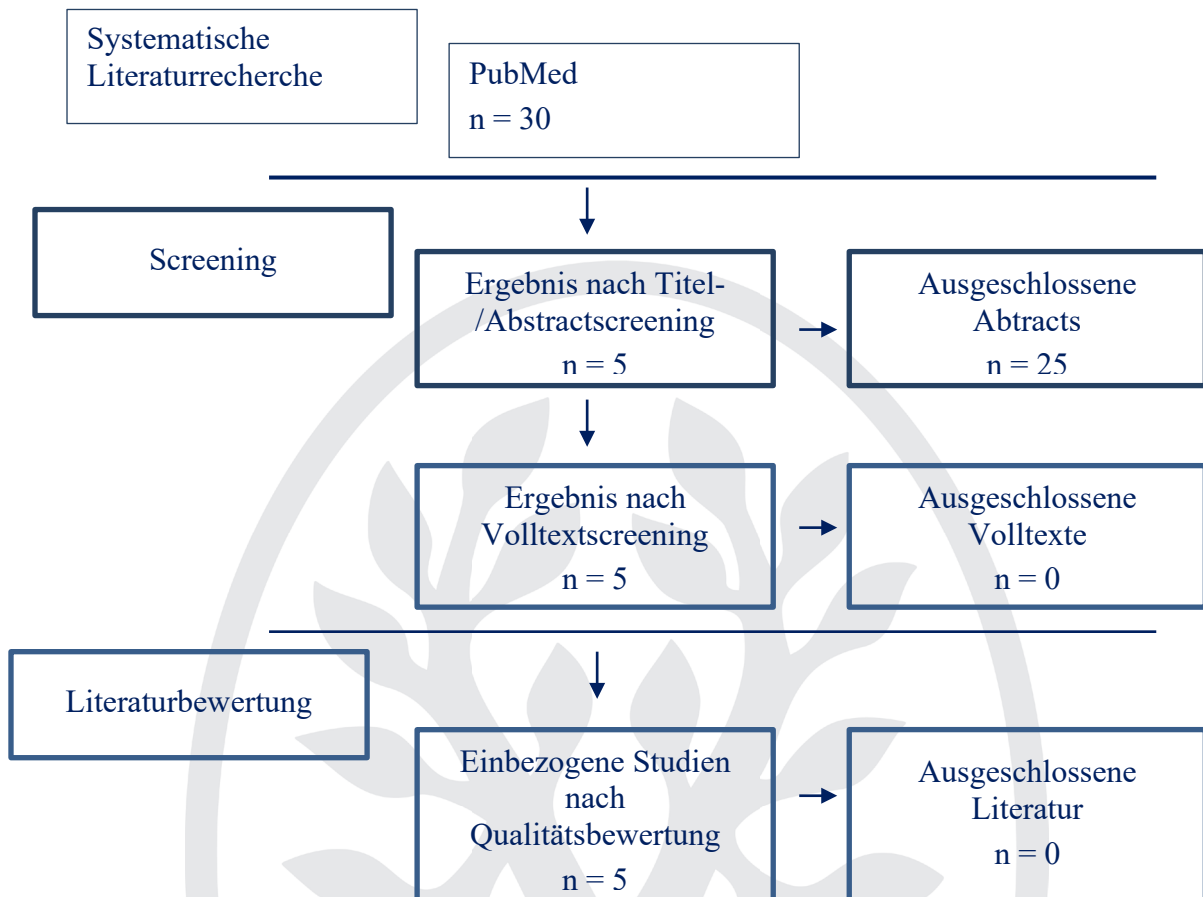 Systematische
Literaturrecherche
PubMed
n = 30
Screening
Ergebnis nach Titel-
/Abstractscreening
n = 5
Ausgeschlossene
Abtracts
n = 25
Ergebnis nach
Volltextscreening
n = 5
Ausgeschlossene
Volltexte
n = 0
Literaturbewertung
Einbezogene Studien
nach
Qualitätsbewertung
n = 5
Ausgeschlossene
Literatur
n = 0